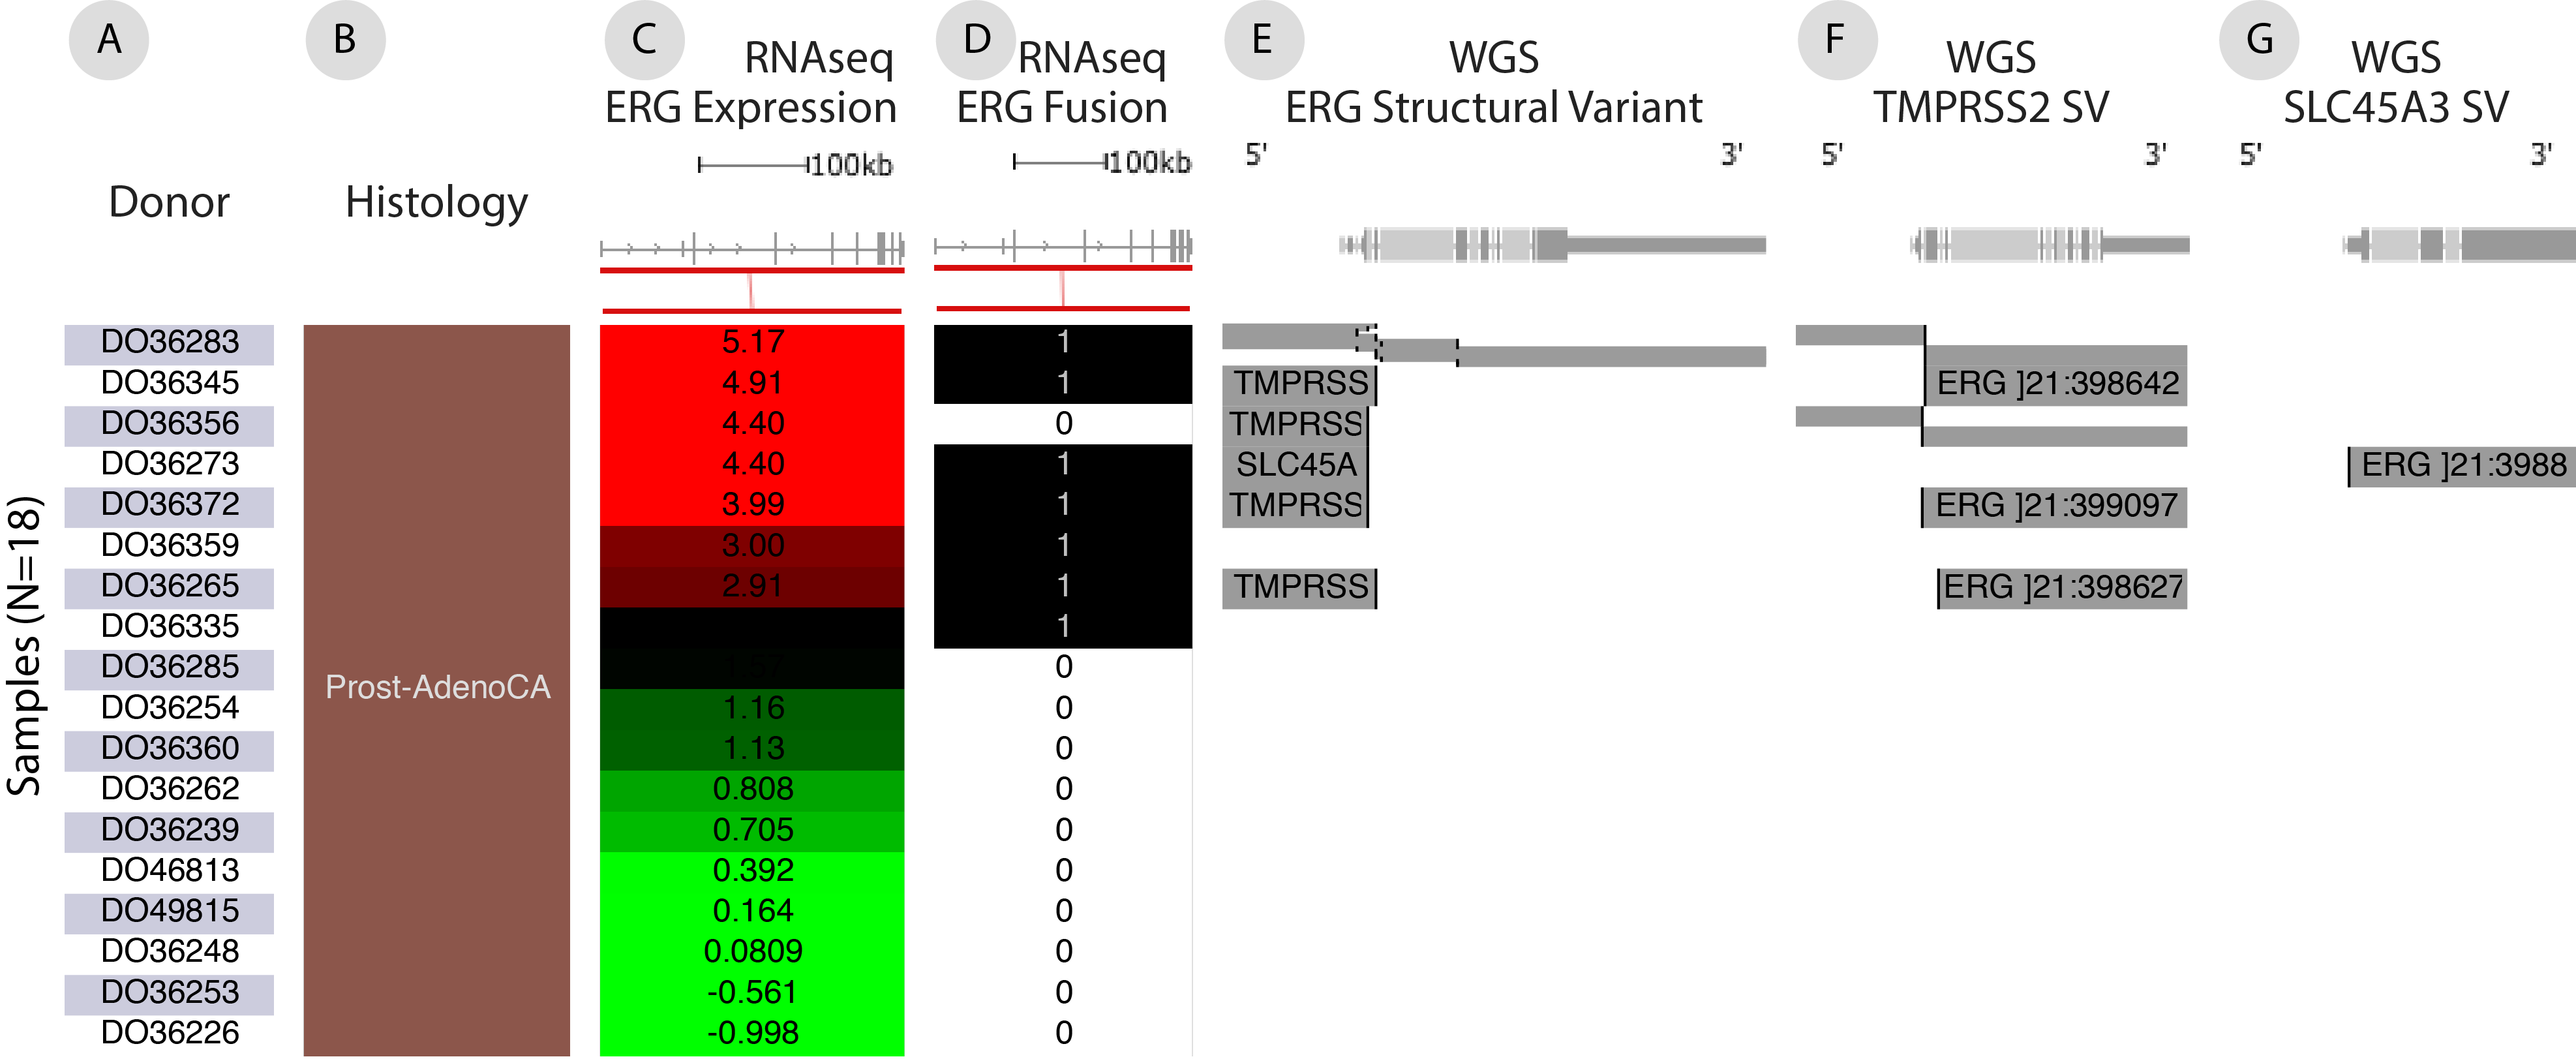 A B C D E F G
RNAseq RNAseq WGS WGS WGS
ERG Expression ERG Fusion ERG Structural Variant TMPRSS2 SV SLC45A3 SV
100kb 100kb 5' 3' 5' 3' 5' 3'
Donor Histology
Samples (N=18)
DO36283 5.17 1
DO36345 4.91 1 TMPRSS ERG ]21:398642
DO36356 4.40 0 TMPRSS
DO36273 4.40 1 SLC45A ERG ]21:3988
DO36372 3.99 1 TMPRSS ERG ]21:399097
DO36359 3.00 1
DO36265 2.91 1 TMPRSS ERG ]21:398627
DO36335 1
DO36285 1.57 0
Prost-AdenoCA
DO36254 1.16 0
DO36360 1.13 0
DO36262 0.808 0
DO36239 0.705 0
DO46813 0.392 0
DO49815 0.164 0
DO36248 0.0809 0
DO36253 -0.561 0
DO36226 -0.998 0